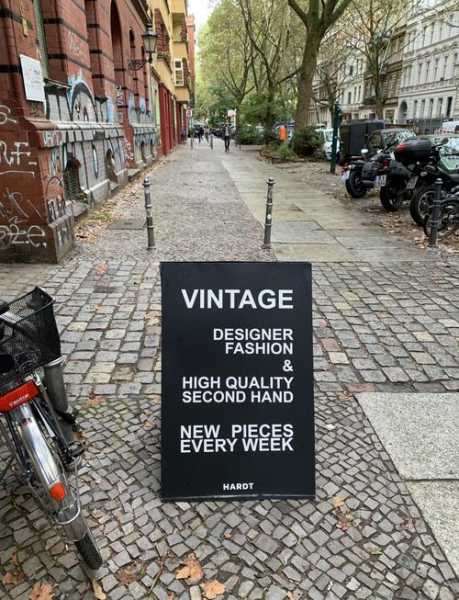 VINTAGE
DESIGNER
FASHION
&
HIGH QUALITY
SECOND HAND
NEW PIECES
EVERY WEEK
HARDT